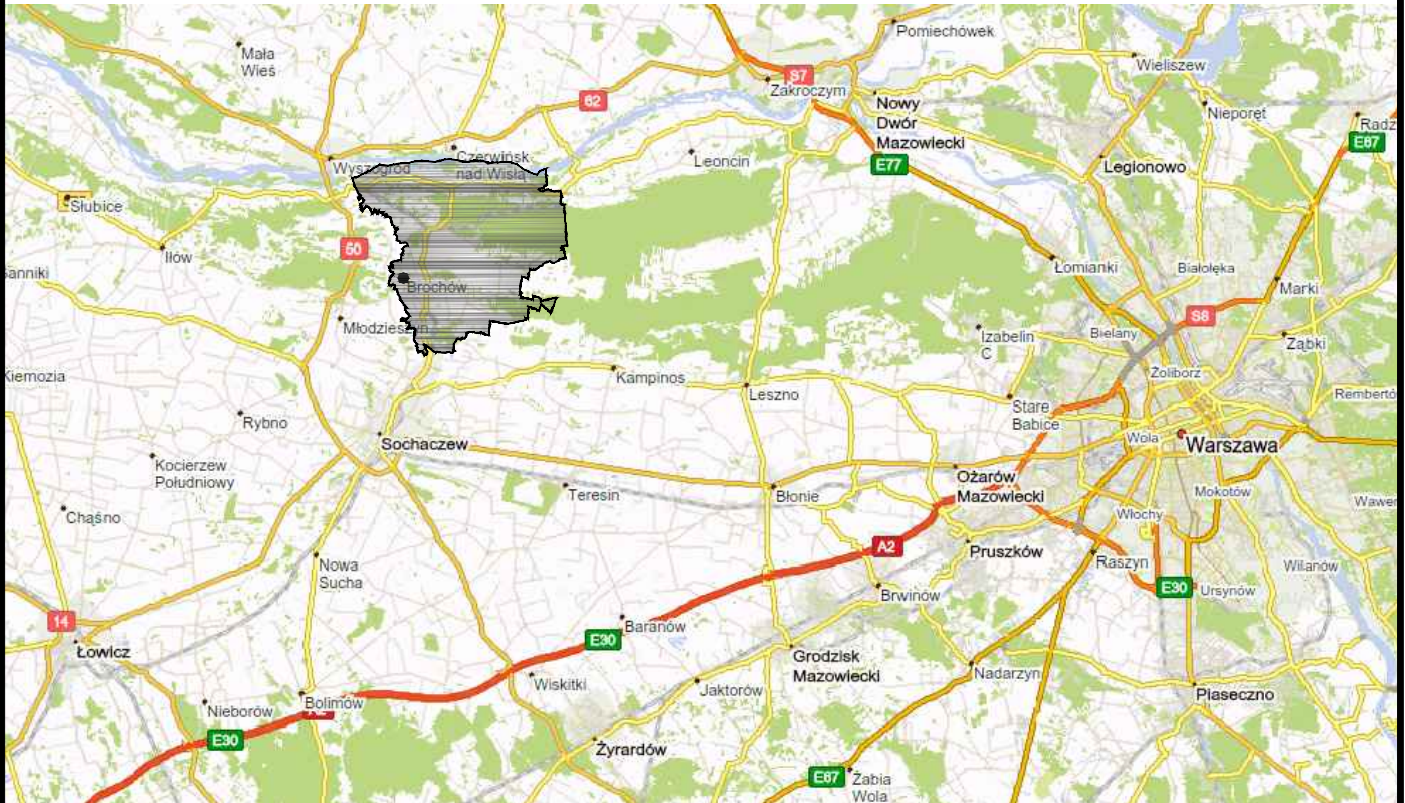 Pomiechówek
Mała
Wieś
Wieliszew
S7
Zakroczym
62
Nowy
Dwór
Mazowiecki
Nieporęt
Radz
E67
Czerwińsk
nad Wisłą
Wyszogród
Leoncin
E77
Legionowo
Słubice
50
Iłów
anniki
Łomianki
Białołęka
Brochów
Marki
S8
Młodzieszyn
Izabelin
C
Bielany
Ząbki
Kiernozia
Kampinos
Żoliborz
Leszno
Rembertó
Stare
Babice
Rybno
Sochaczew
Wola
Warszawa
Kocierzew
Południowy
Teresin
Błonie
Ożarów
Mazowiecki
Mokotów
Wawer
Chąśno
Włochy
A2
Pruszków
Nowa
Sucha
Raszyn
Wilanów
E30
Ursynów
Brwinów
14
Baranów
E30
Łowicz
Grodzisk
Mazowiecki
Nadarzyn
Wiskitki
Jaktorów
Piaseczno
Nieborów
Bolimów
E30
Żyrardów
E67
Żabia
Wola